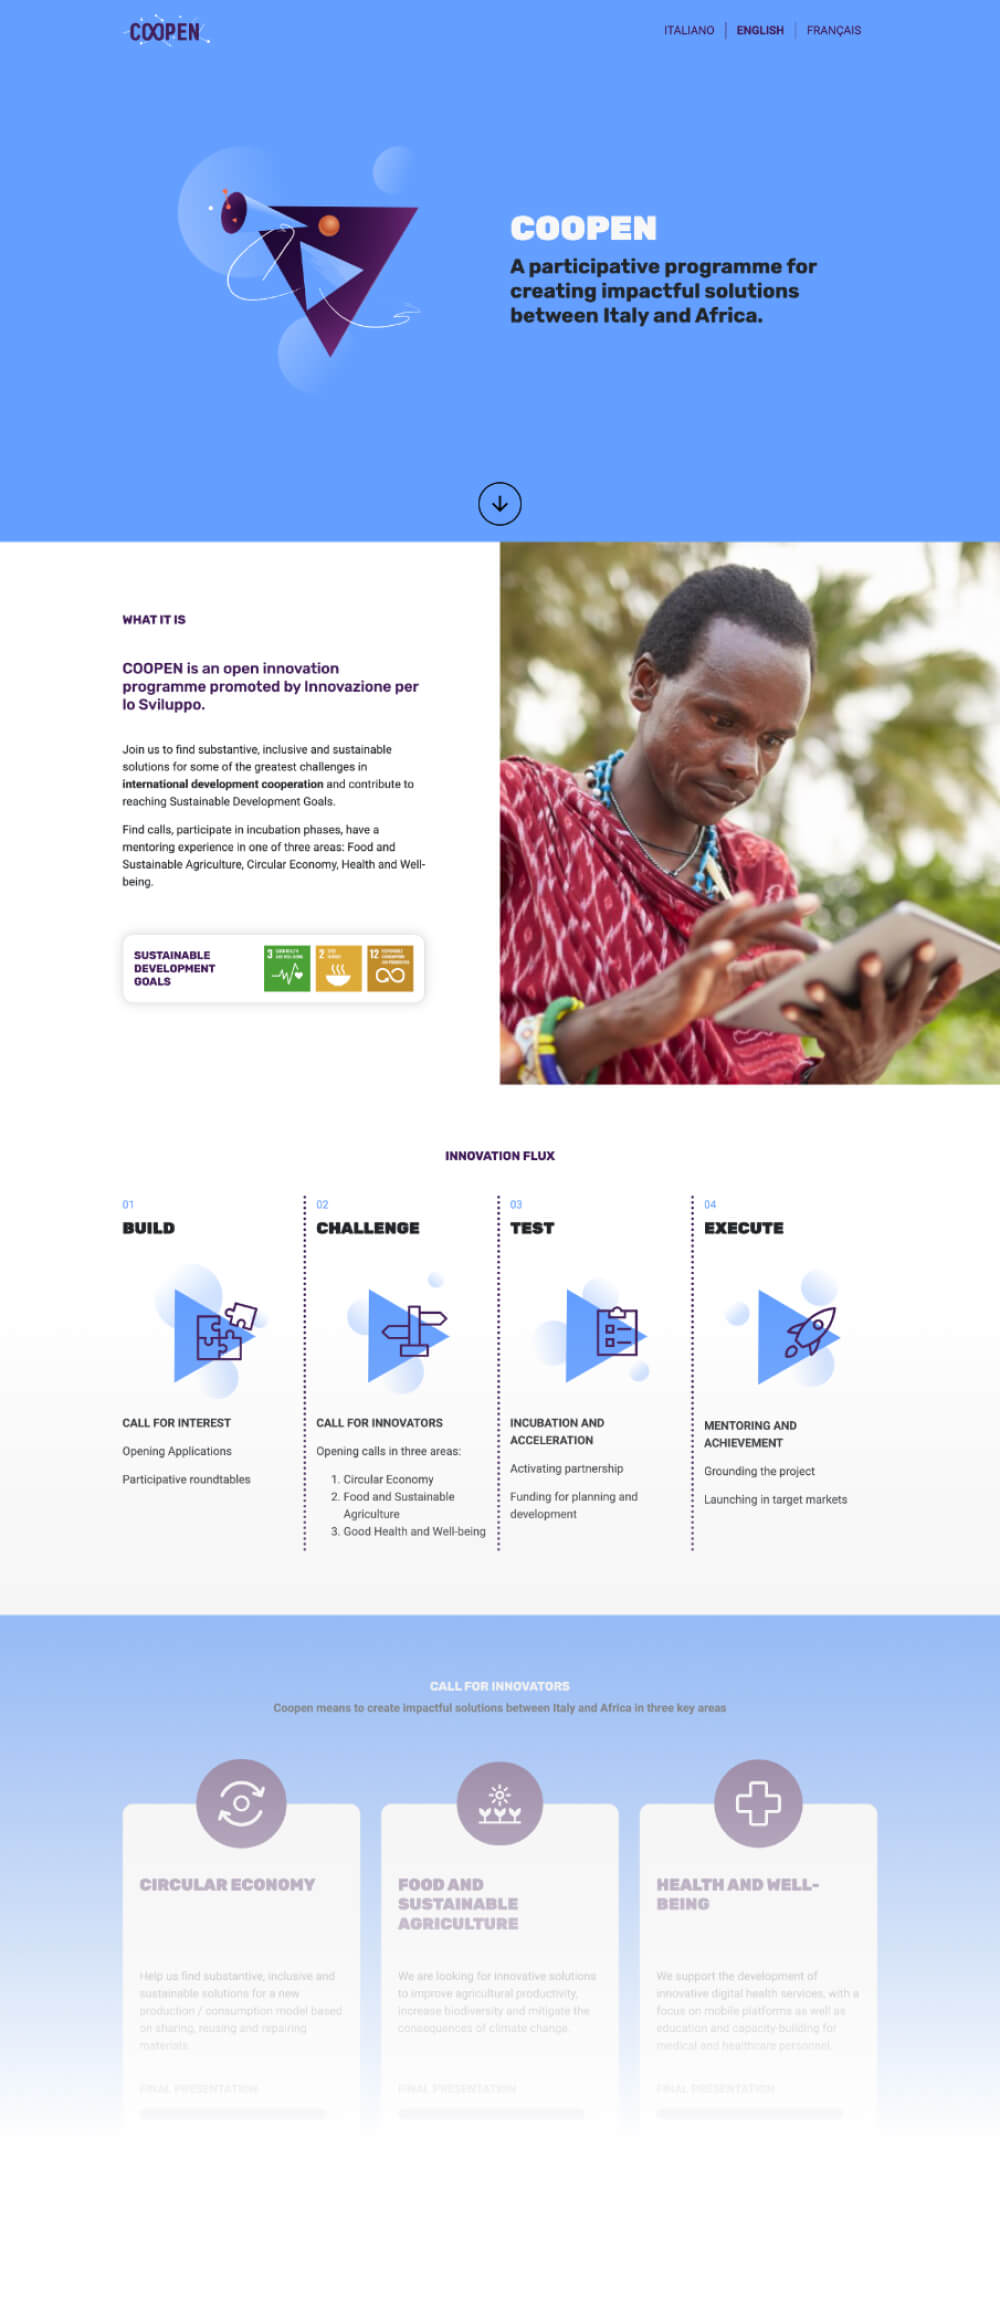 COOPEN
ITALIANO
ENGLISH
FRANÇAIS
COOPEN
A participative programme for
creating impactful solutions
between Italy and Africa.
WHAT IT IS
COOPEN is an open innovation
programme promoted by Innovazione per
lo Sviluppo.
Join us to find substantive, inclusive and sustainable
solutions for some of the greatest challenges in
international development cooperation and contribute to
reaching Sustainable Development Goals.
Find calls, participate in incubation phases, have a
mentoring experience in one of three areas: Food and
Sustainable Agriculture, Circular Economy, Health and Well-
being.
SUSTAINABLE
DEVELOPMENT
GOALS
3
2
12
INNOVATION FLUX
01
BUILD
CALL FOR INTEREST
Opening Applications
Participative roundtables
02
CHALLENGE
CALL FOR INNOVATORS
Opening calls in three areas:
1. Circular Economy
2. Food and Sustainable
Agriculture
3. Good Health and Well-being
03
TEST
INCUBATION AND
ACCELERATION
Activating partnership
Funding for planning and
development
04
EXECUTE
MENTORING AND
ACHIEVEMENT
Grounding the project
Launching in target markets
CALL FOR INNOVATORS
Coopen means to create impactful solutions between Italy and Africa in three key areas
CIRCULAR ECONOMY
Help us find substantive, inclusive and
sustainable solutions for a new
production / consumption model based
on sharing, reusing and repairing
materials.
FINAL PRESENTATION
FOOD AND
SUSTAINABLE
AGRICULTURE
We are looking for innovative solutions
to improve agricultural productivity,
increase biodiversity and mitigate the
consequences of climate change.
FINAL PRESENTATION
HEALTH AND WELL-
BEING
We support the development of
innovative digital health services, with a
focus on mobile platforms as well as
education and capacity building for
medical and healthcare personnel.
FINAL PRESENTATION